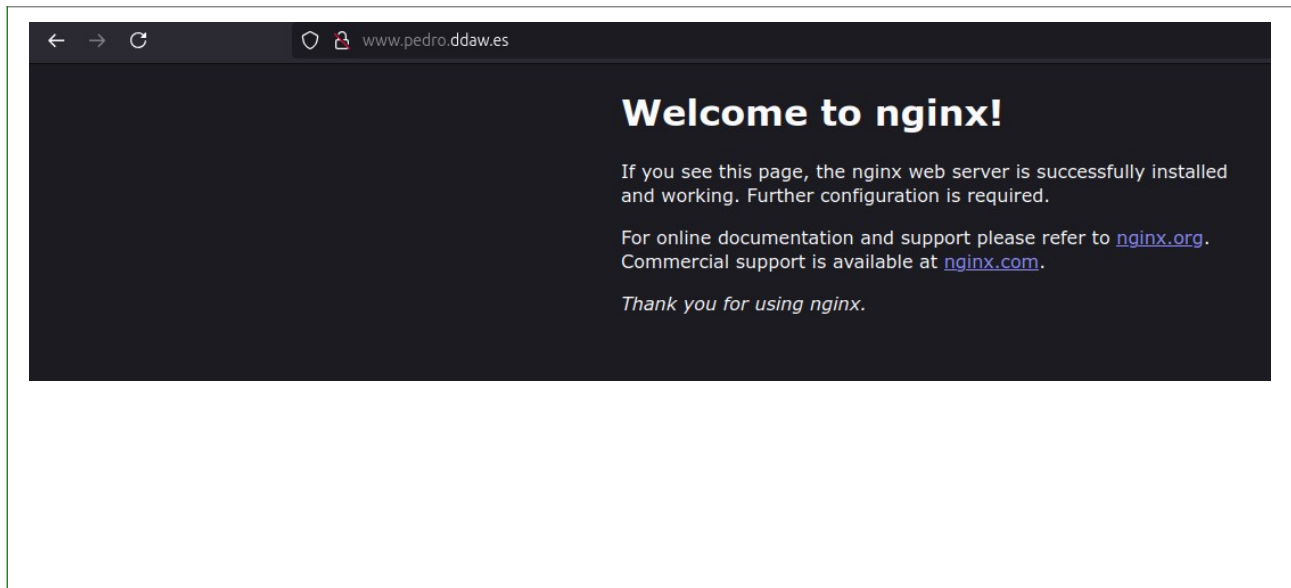 www.pedro.ddaw.es
Welcome to nginx!
If you see this page, the nginx web server is successfully installed
and working. Further configuration is required.
For online documentation and support please refer to nginx.org.
Commercial support is available at nginx.com.
Thank you for using nginx.